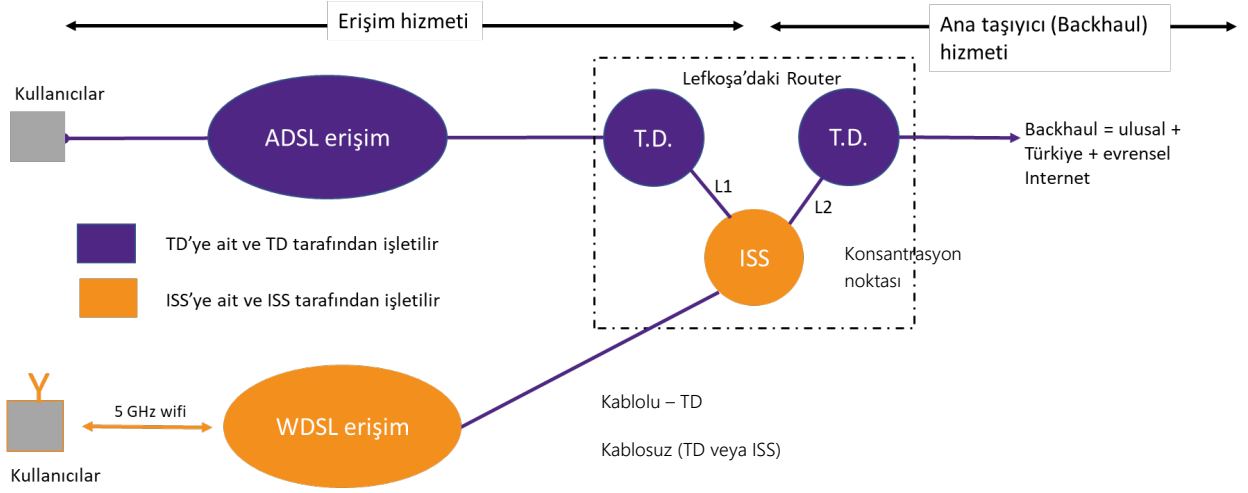 Erişim hizmeti
Ana taşıyıcı (Backhaul)
hizmeti
Lefkoşa'daki Router
Kullanıcılar
ADSL erişim
T.D.
T.D.
Backhaul = ulusal +
Türkiye + evrensel
Internet
L1
L2
TD'ye ait ve TD tarafından işletilir
ISS
Konsantrasyon
noktası
ISS'ye ait ve ISS tarafından işletilir
5 GHz wifi
WDSL erişim
Kablolu – TD
Kablosuz (TD veya ISS)
Kullanıcılar